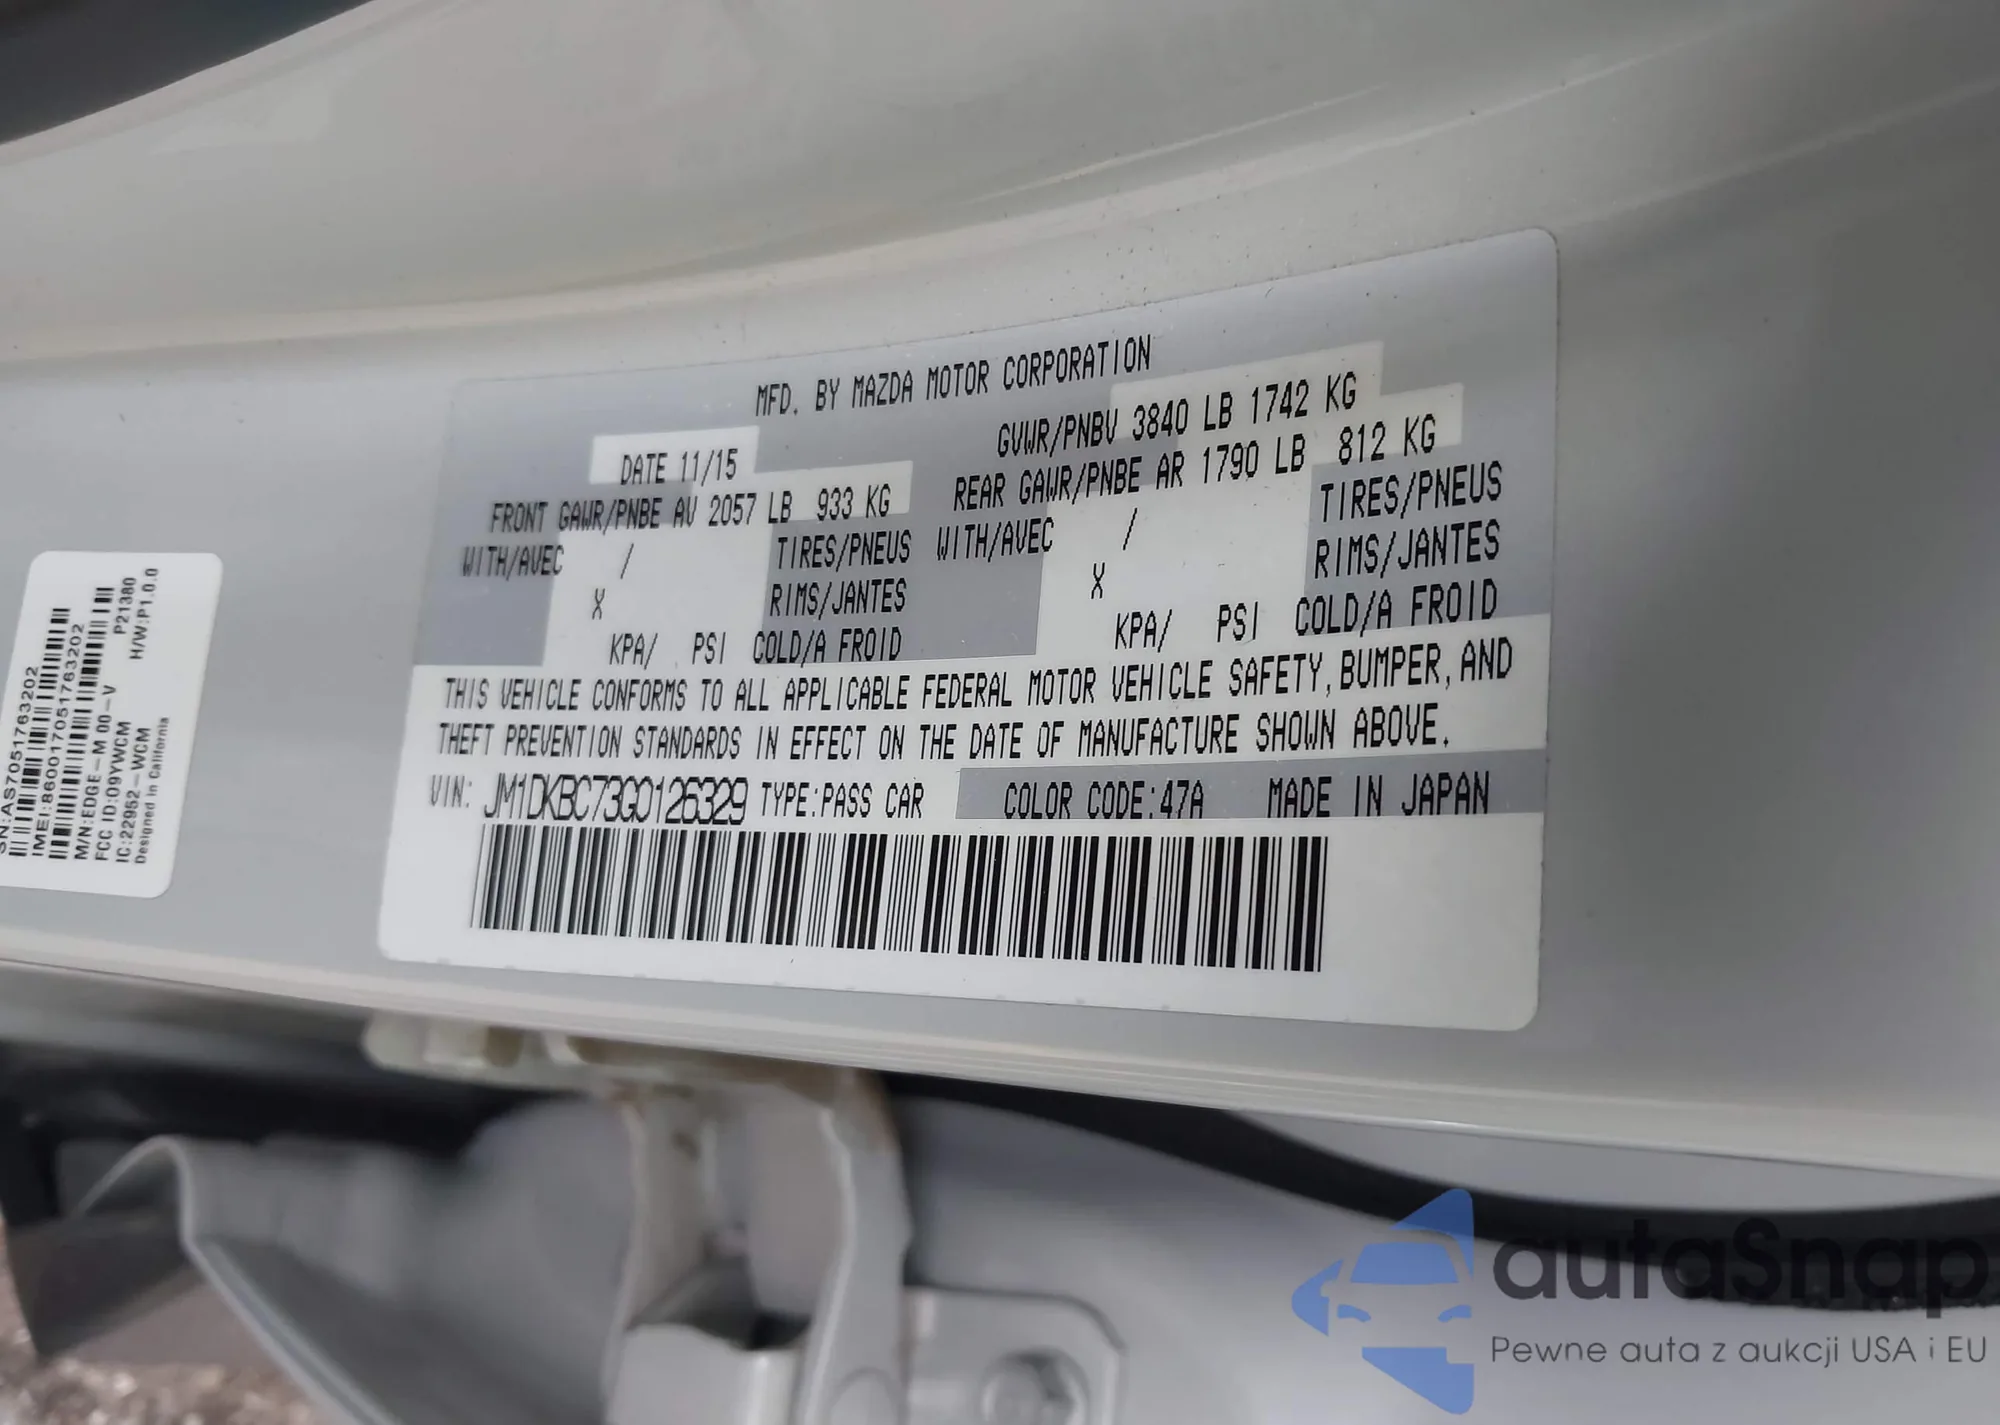 MFD. BY MAZDA MOTOR CORPORATION
DATE 11/15
GVWR/PNBV 3840 LB 1742 KG
FRONT GAWR/PNBE AV 2057 LB 933 KG
REAR GAWR/PNBE AR 1790 LB 812 KG
WITH/AVEC / TIRES/PNEUS
WITH/AVEC / TIRES/PNEUS
X RIMS/JANTES
X RIMS/JANTES
KPA/ PSI COLD/A FROID
KPA/ PSI COLD/A FROID
THIS VEHICLE CONFORMS TO ALL APPLICABLE FEDERAL MOTOR VEHICLE SAFETY, BUMPER, AND
THEFT PREVENTION STANDARDS IN EFFECT ON THE DATE OF MANUFACTURE SHOWN ABOVE.
VIN: JM1DKBC73G0126329 TYPE:PASS CAR COLOR CODE:47A MADE IN JAPAN
SN:AS7051763202
IMEI:860017051763202
M/N:EDGE-M 00-V P21380
FCC ID:O9YWCM H/W:P1.0.0
IC:22952-WCM
Designed in California
autaSnap
Pewne auta z aukcji USA i EU